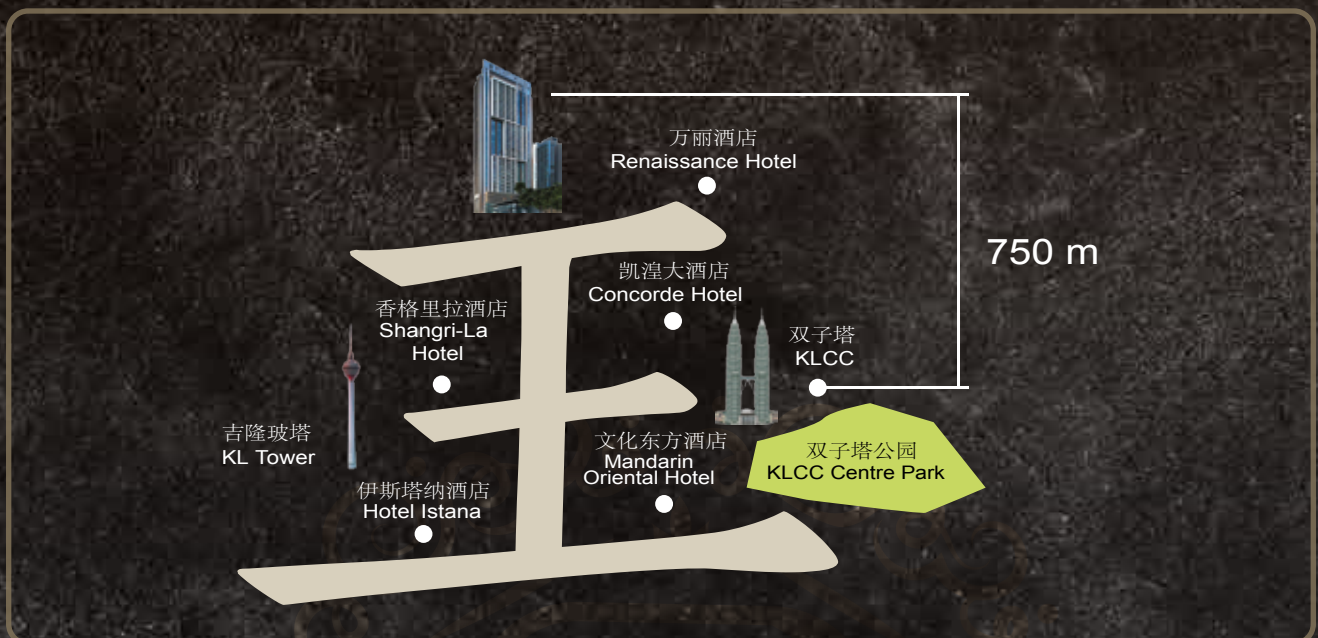 万丽酒店
Renaissance Hotel
750 m
凯湟大酒店
Concorde Hotel
香格里拉酒店
Shangri-La
Hotel
双子塔
KLCC
吉隆玻塔
KL Tower
文化东方酒店
Mandarin
Oriental Hotel
双子塔公园
KLCC Centre Park
伊斯塔纳酒店
Hotel Istana
王